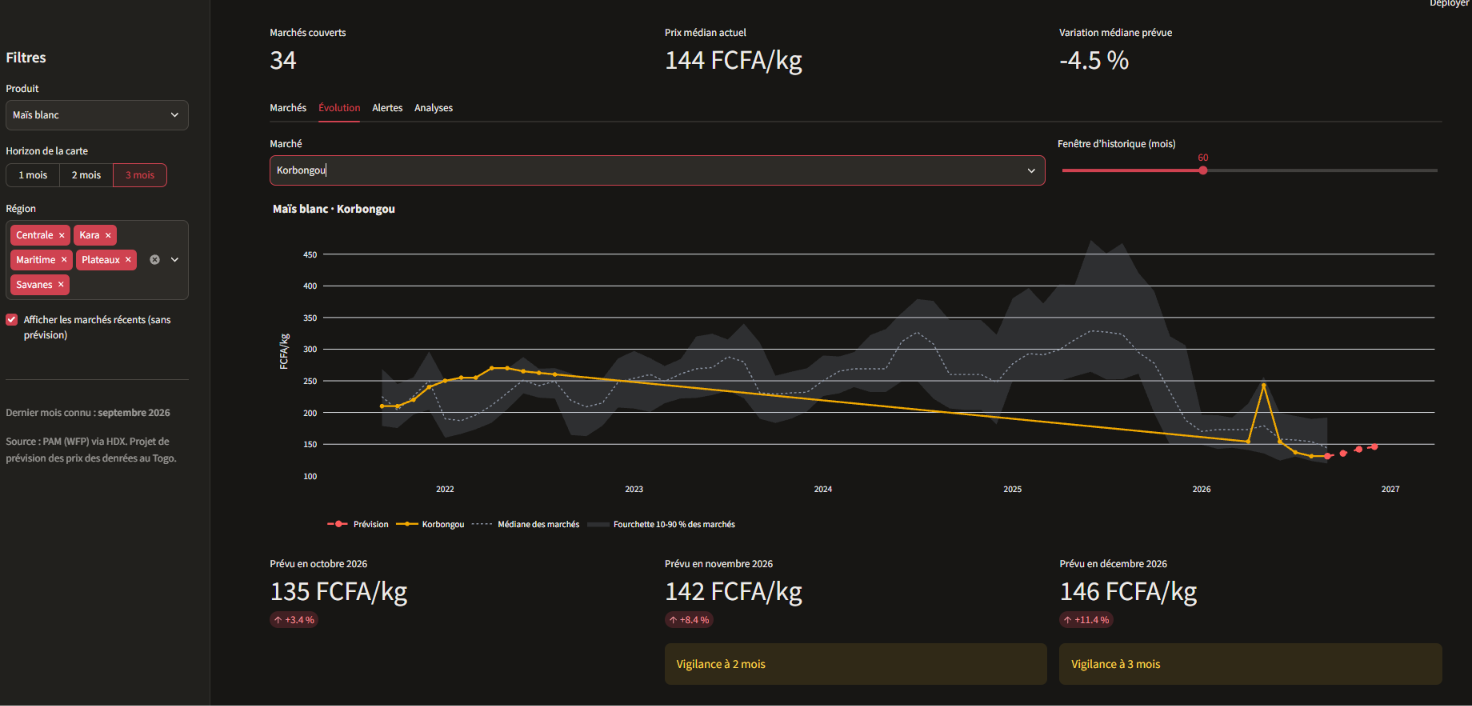 Déployer
Filtres
Produit
Maïs blanc
Horizon de la carte
1 mois 2 mois 3 mois
Région
Centrale × Kara ×
Maritime × Plateaux ×
Savanes ×
Afficher les marchés récents (sans
prévision)
Dernier mois connu : septembre 2026
Source : PAM (WFP) via HDX. Projet de
prévision des prix des denrées au Togo.
Marchés couverts
34
Prix médian actuel
144 FCFA/kg
Variation médiane prévue
-4.5 %
Marchés Évolution Alertes Analyses
Marché
Korbongou
Fenêtre d'historique (mois)
60
Maïs blanc · Korbongou
FCFA/kg
450
400
350
300
250
200
150
100
2022 2023 2024 2025 2026 2027
Prévision Korbongou Médiane des marchés Fourchette 10-90 % des marchés
Prévu en octobre 2026
135 FCFA/kg
↑ +3.4 %
Prévu en novembre 2026
142 FCFA/kg
↑ +8.4 %
Vigilance à 2 mois
Prévu en décembre 2026
146 FCFA/kg
↑ +11.4 %
Vigilance à 3 mois